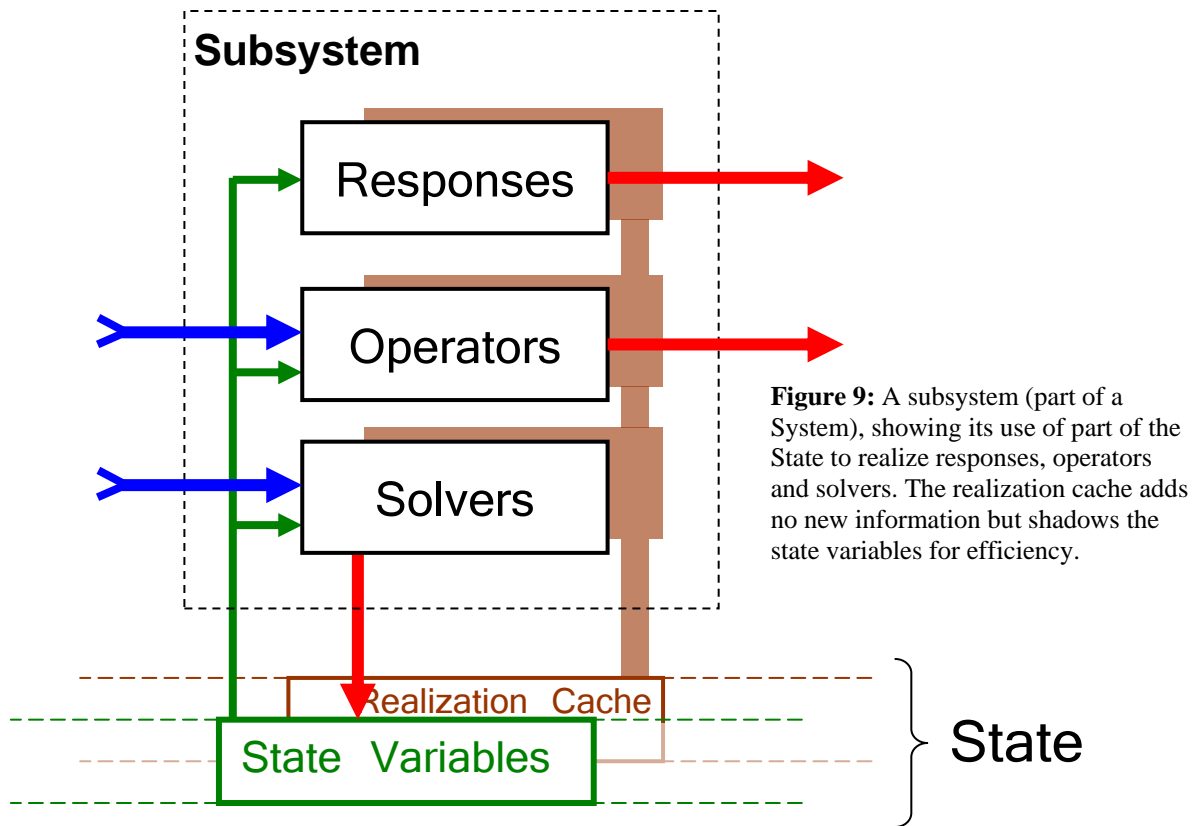 Subsystem
Responses
Operators
Solvers
Figure 9: A subsystem (part of a
System), showing its use of part of the
State to realize responses, operators
and solvers. The realization cache adds
no new information but shadows the
state variables for efficiency.
Realization Cache
State Variables
State